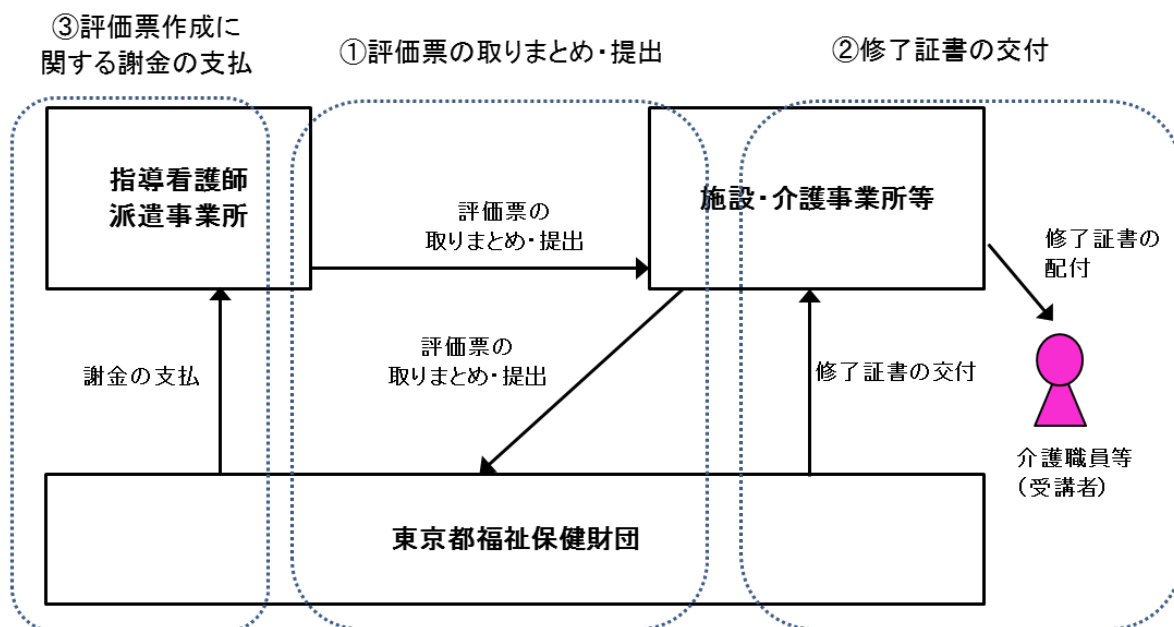 ③評価票作成に
関する謝金の支払
①評価票の取りまとめ・提出
②修了証書の交付
指導看護師
派遣事業所
評価票の
取りまとめ・提出
施設・介護事業所等
修了証書の
配付
謝金の支払
評価票の
取りまとめ・提出
修了証書の交付
介護職員等
（受講者）
東京都福祉保健財団